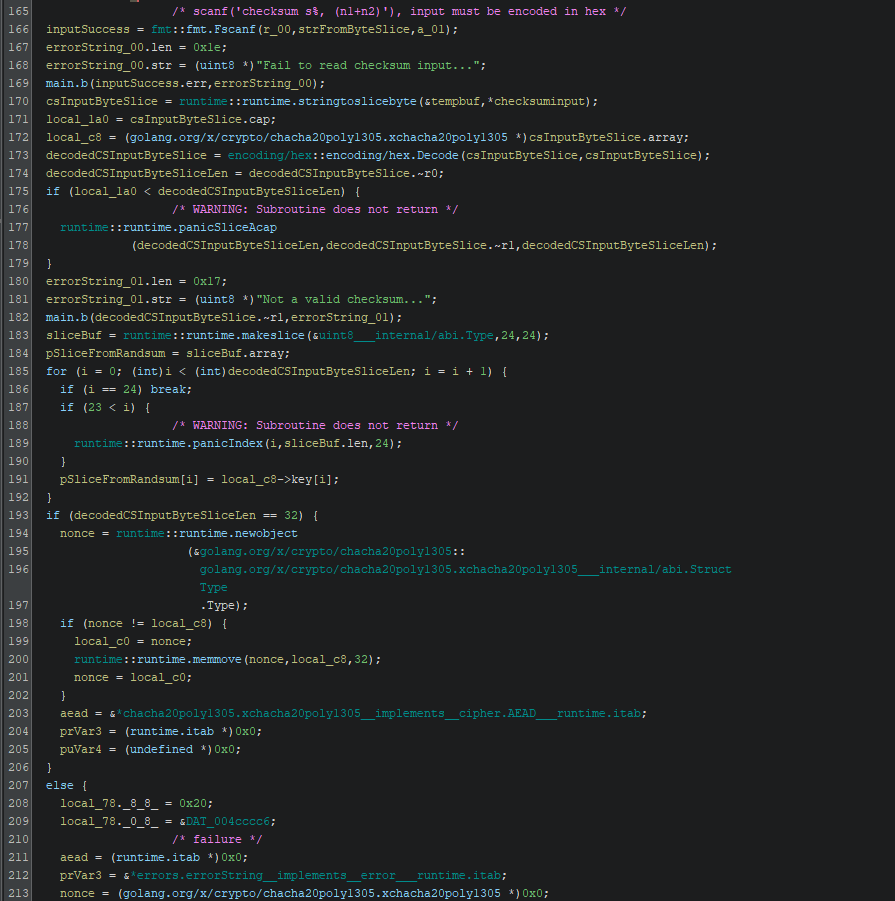 165 /* scanf('checksum s%, (n1+n2)'), input must be encoded in hex */
166 inputSuccess = fmt::fmt.Fscanf(r_00,strFromByteSlice,a_01);
167 errorString_00.len = 0x1e;
168 errorString_00.str = (uint8 *)"Fail to read checksum input...";
169 main.b(inputSuccess.err,errorString_00);
170 csInputByteSlice = runtime::runtime.stringtoslicebyte(&tempbuf,*checksuminput);
171 local_1a0 = csInputByteSlice.cap;
172 local_c8 = (golang.org/x/crypto/chacha20poly1305.xchacha20poly1305 *)csInputByteSlice.array;
173 decodedCSInputByteSlice = encoding/hex::encoding/hex.Decode(csInputByteSlice,csInputByteSlice);
174 decodedCSInputByteSliceLen = decodedCSInputByteSlice.~r0;
175 if (local_1a0 < decodedCSInputByteSliceLen) {
176 /* WARNING: Subroutine does not return */
177 runtime::runtime.panicSliceAcap
178 (decodedCSInputByteSliceLen,decodedCSInputByteSlice.~r1,decodedCSInputByteSliceLen);
179 }
180 errorString_01.len = 0x17;
181 errorString_01.str = (uint8 *)"Not a valid checksum...";
182 main.b(decodedCSInputByteSlice.~r1,errorString_01);
183 sliceBuf = runtime::runtime.makeslice(&uint8___internal/abi.Type,24,24);
184 pSliceFromRandsum = sliceBuf.array;
185 for (i = 0; (int)i < (int)decodedCSInputByteSliceLen; i = i + 1) {
186 if (i == 24) break;
187 if (23 < i) {
188 /* WARNING: Subroutine does not return */
189 runtime::runtime.panicIndex(i,sliceBuf.len,24);
190 }
191 pSliceFromRandsum[i] = local_c8->key[i];
192 }
193 if (decodedCSInputByteSliceLen == 32) {
194 nonce = runtime::runtime.newobject
195 (&golang.org/x/crypto/chacha20poly1305::
196 golang.org/x/crypto/chacha20poly1305.xchacha20poly1305___internal/abi.Struct
Type
197 .Type);
198 if (nonce != local_c8) {
199 local_c0 = nonce;
200 runtime::runtime.memmove(nonce,local_c8,32);
201 nonce = local_c0;
202 }
203 aead = &*chacha20poly1305.xchacha20poly1305__implements__cipher.AEAD___runtime.itab;
204 prVar3 = (runtime.itab *)0x0;
205 puVar4 = (undefined *)0x0;
206 }
207 else {
208 local_78._8_8_ = 0x20;
209 local_78._0_8_ = &DAT_004cccc6;
210 /* failure */
211 aead = (runtime.itab *)0x0;
212 prVar3 = &*errors.errorString__implements__error___runtime.itab;
213 nonce = (golang.org/x/crypto/chacha20poly1305.xchacha20poly1305 *)0x0;